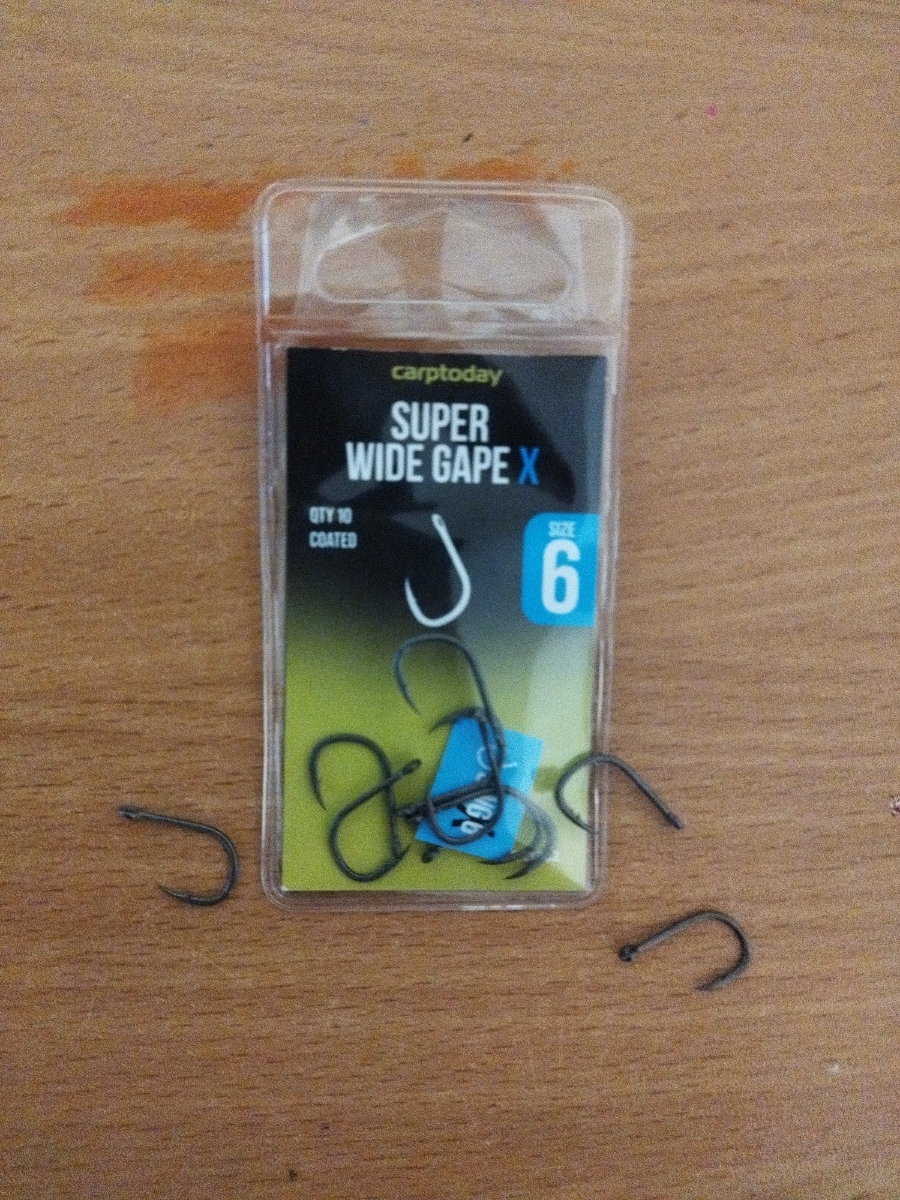 carptoday
SUPER
WIDE GAPE X
QTY 10
COATED
SIZE
6